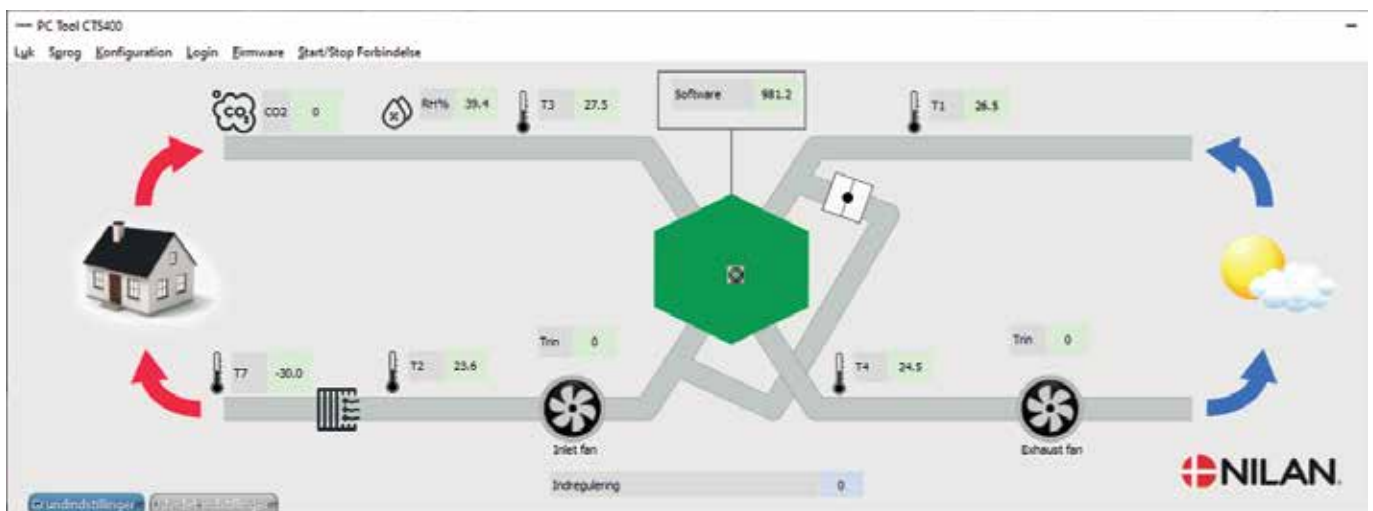 PC Tool CTS400
Lyk Sprog Konfiguration Login Firmware Start/Stop Forbindelse
CO2 CO2 0 RH% 39.4 T3 27.5 Software 981.2 T1 26.5
Trin 0 Trin 0
T7 -30.0 T2 23.6 T4 24.5
Inlet fan Exhaust fan
NILAN
Indregulering 0
Grundindstillinger